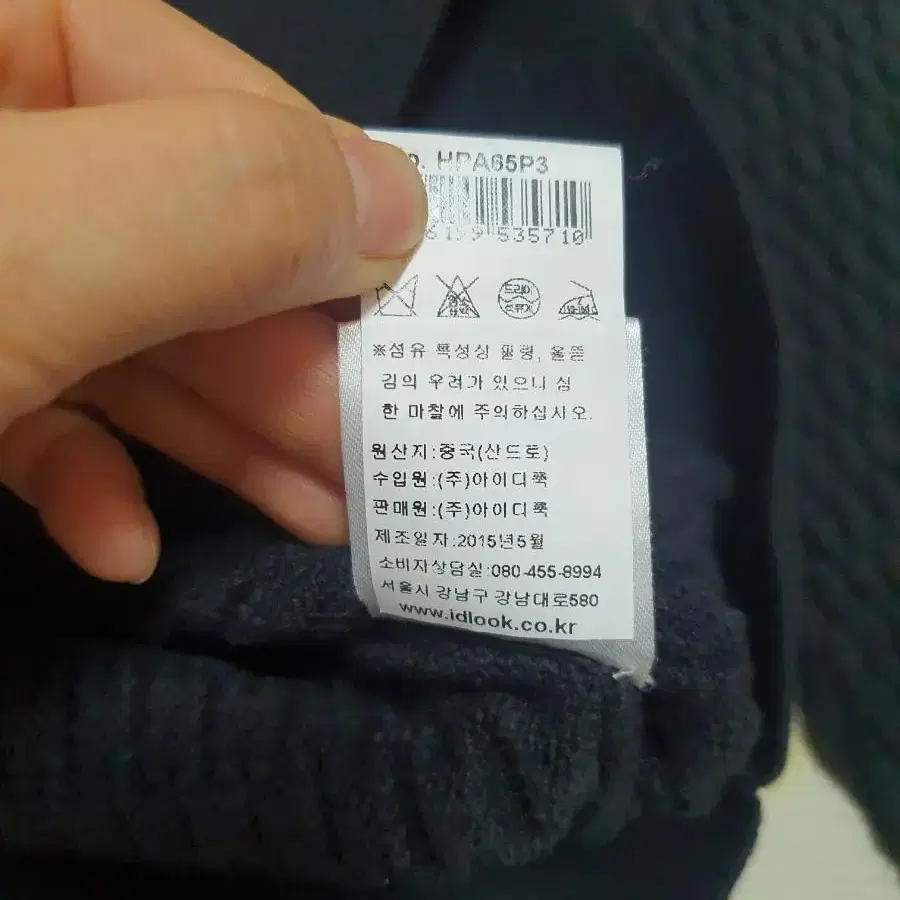 HPA65P3
535710
드라이
※섬유 특성상 필링, 올뜯
김의 우려가 있으니 심
한 마찰에 주의하십시오.
원산지:중국(산드로)
수입원:(주)아이디룩
판매원:(주)아이디룩
제조일자:2015년5월
소비자상담실:080-455-8994
서울시 강남구 강남대로580
www.idlook.co.kr